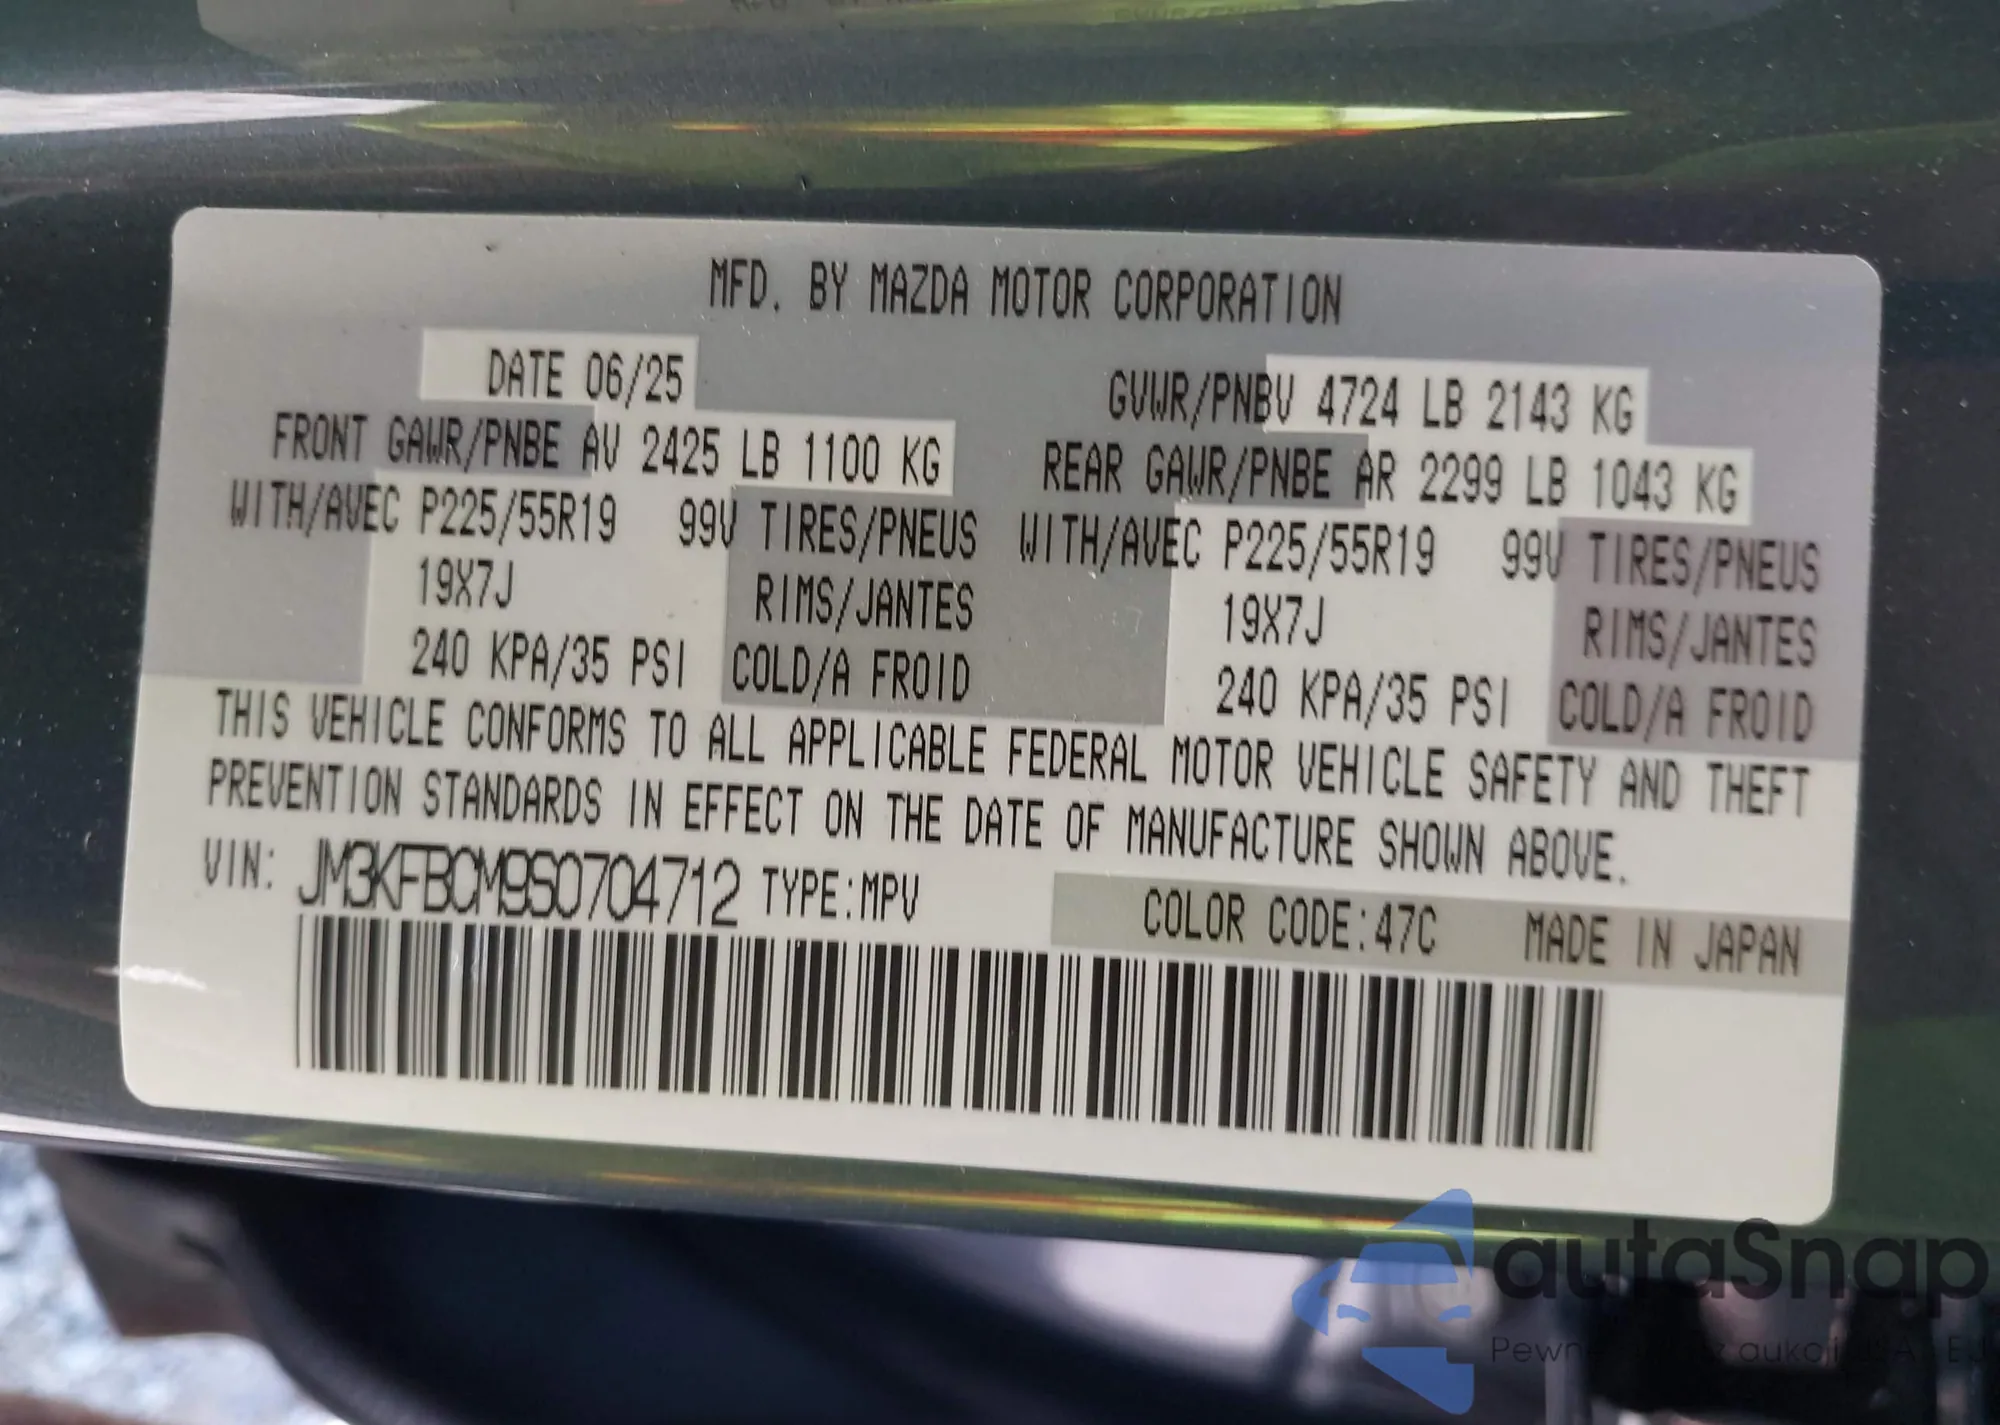 MFD. BY MAZDA MOTOR CORPORATION
DATE 06/25 GVWR/PNBV 4724 LB 2143 KG
FRONT GAWR/PNBE AV 2425 LB 1100 KG REAR GAWR/PNBE AR 2299 LB 1043 KG
WITH/AVEC P225/55R19 99V TIRES/PNEUS WITH/AVEC P225/55R19 99V TIRES/PNEUS
19X7J RIMS/JANTES 19X7J RIMS/JANTES
240 KPA/35 PSI COLD/A FROID 240 KPA/35 PSI COLD/A FROID
THIS VEHICLE CONFORMS TO ALL APPLICABLE FEDERAL MOTOR VEHICLE SAFETY AND THEFT
PREVENTION STANDARDS IN EFFECT ON THE DATE OF MANUFACTURE SHOWN ABOVE.
VIN: JM3KFBCM9S0704712 TYPE:MPV COLOR CODE:47C MADE IN JAPAN
autaSnap